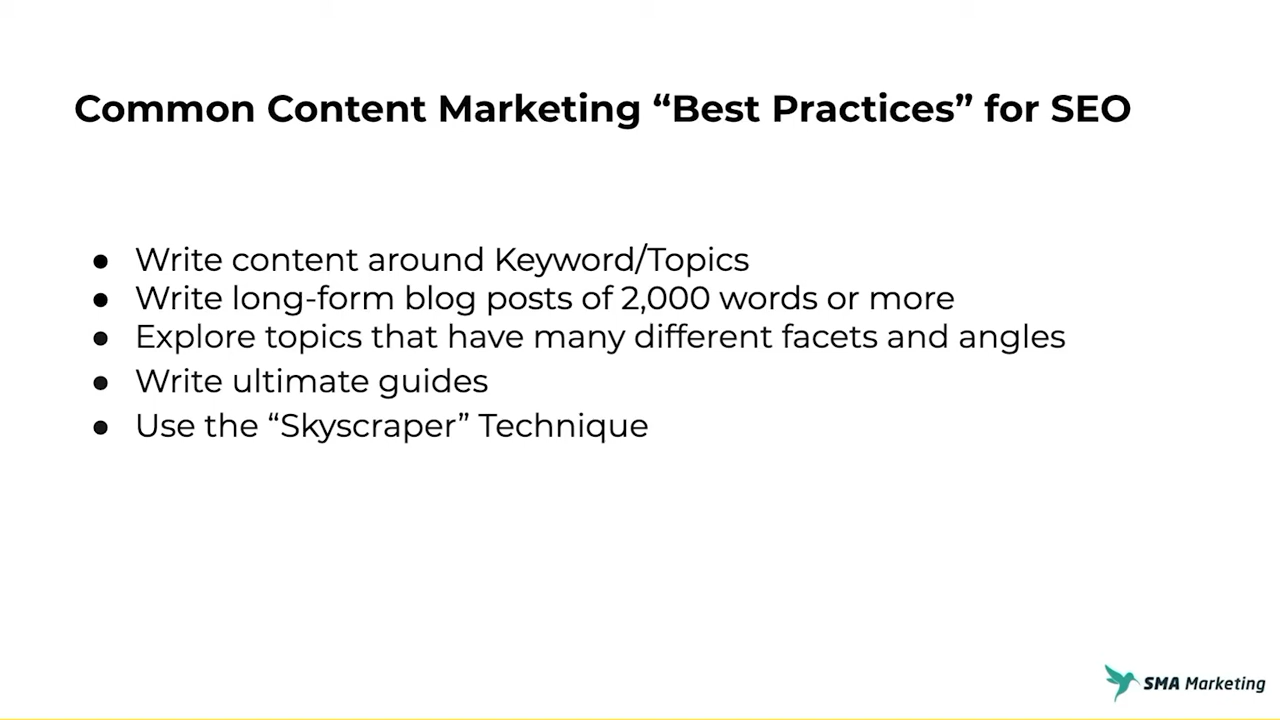 Common Content Marketing “Best Practices” for SEO
● Write content around Keyword/Topics
● Write long-form blog posts of 2,000 words or more
● Explore topics that have many different facets and angles
● Write ultimate guides
● Use the “Skyscraper” Technique
SMA Marketing